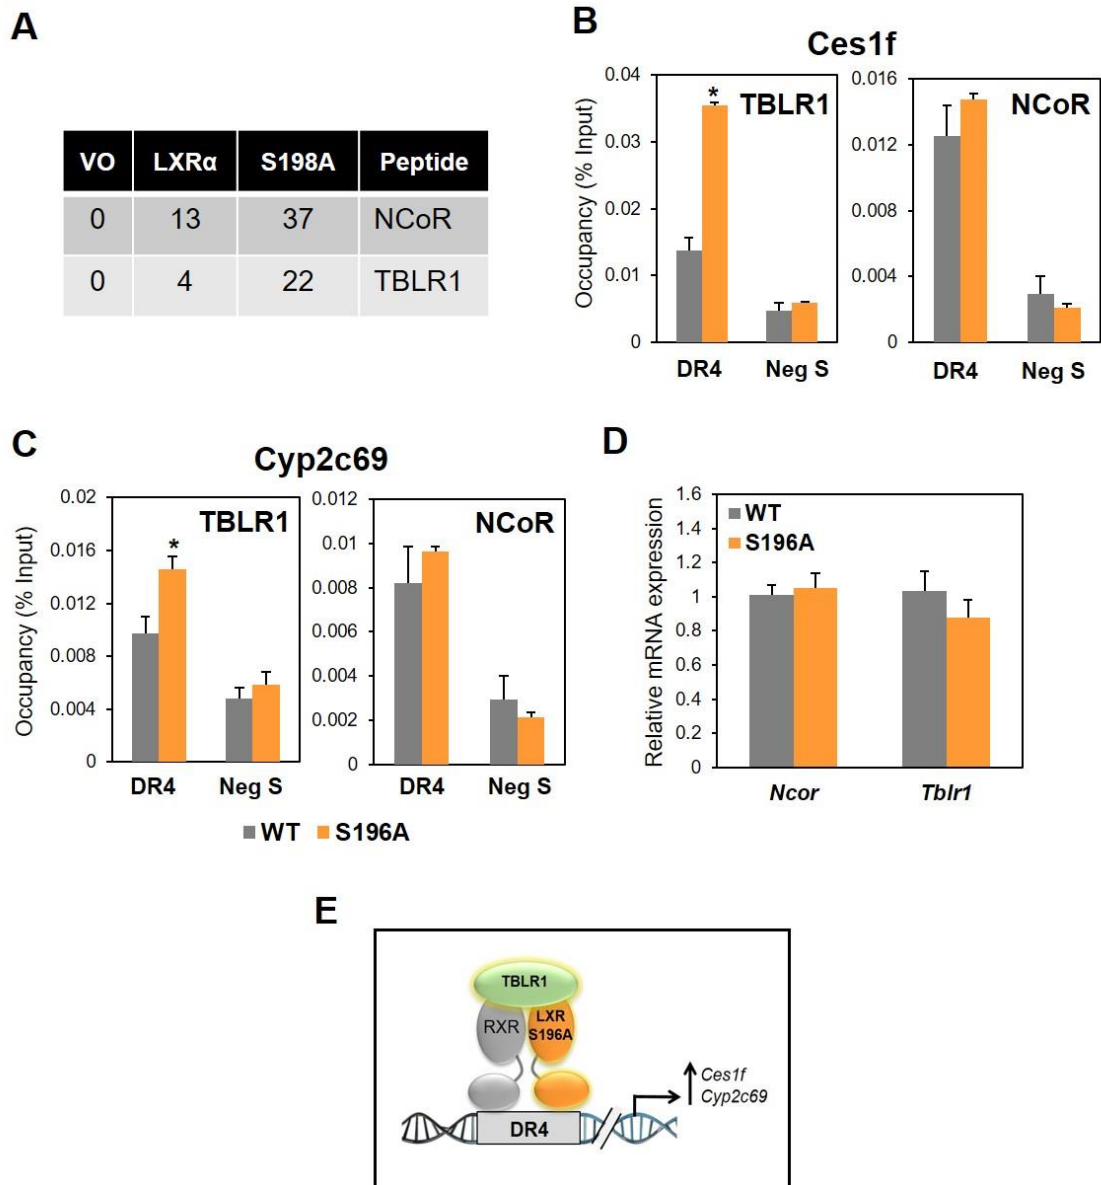 A
VO LXRα S198A Peptide
0 13 37 NCoR
0 4 22 TBLR1
B
Ces1f
Occupancy (% Input)
0.04
0.03
0.02
0.01
0
TBLR1
*
DR4 Neg S
0.016
0.012
0.008
0.004
0
NCoR
DR4 Neg S
C
Cyp2c69
Occupancy (% Input)
0.02
0.016
0.012
0.008
0.004
0
TBLR1
*
DR4 Neg S
0.012
0.01
0.008
0.006
0.004
0.002
0
NCoR
DR4 Neg S
WT S196A
D
Relative mRNA expression
1.6
1.4
1.2
1
0.8
0.6
0.4
0.2
0
WT
S196A
Ncor Tblr1
E
TBLR1
RXR
LXR
S196A
DR4
Ces1f
Cyp2c69